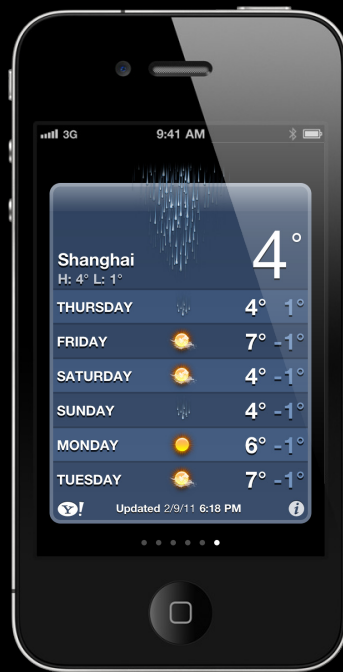 3G 9:41 AM
Shanghai 4°
H: 4° L: 1°
THURSDAY 4° 1°
FRIDAY 7° -1°
SATURDAY 4° -1°
SUNDAY 4° -1°
MONDAY 6° -1°
TUESDAY 7° -1°
Y! Updated 2/9/11 6:18 PM i